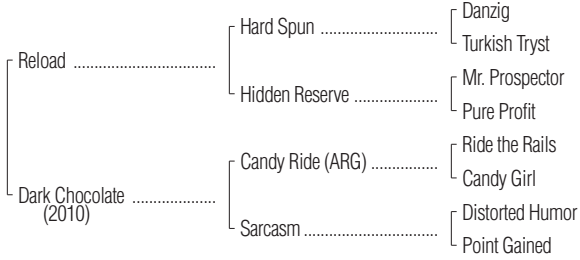 Danzig
Hard Spun ................................
Turkish Tryst
Reload ......................................
Mr. Prospector
Hidden Reserve ......................
Pure Profit
Ride the Rails
Candy Ride (ARG) ..................
Candy Girl
Dark Chocolate ......................
(2010)
Distorted Humor
Sarcasm ....................................
Point Gained